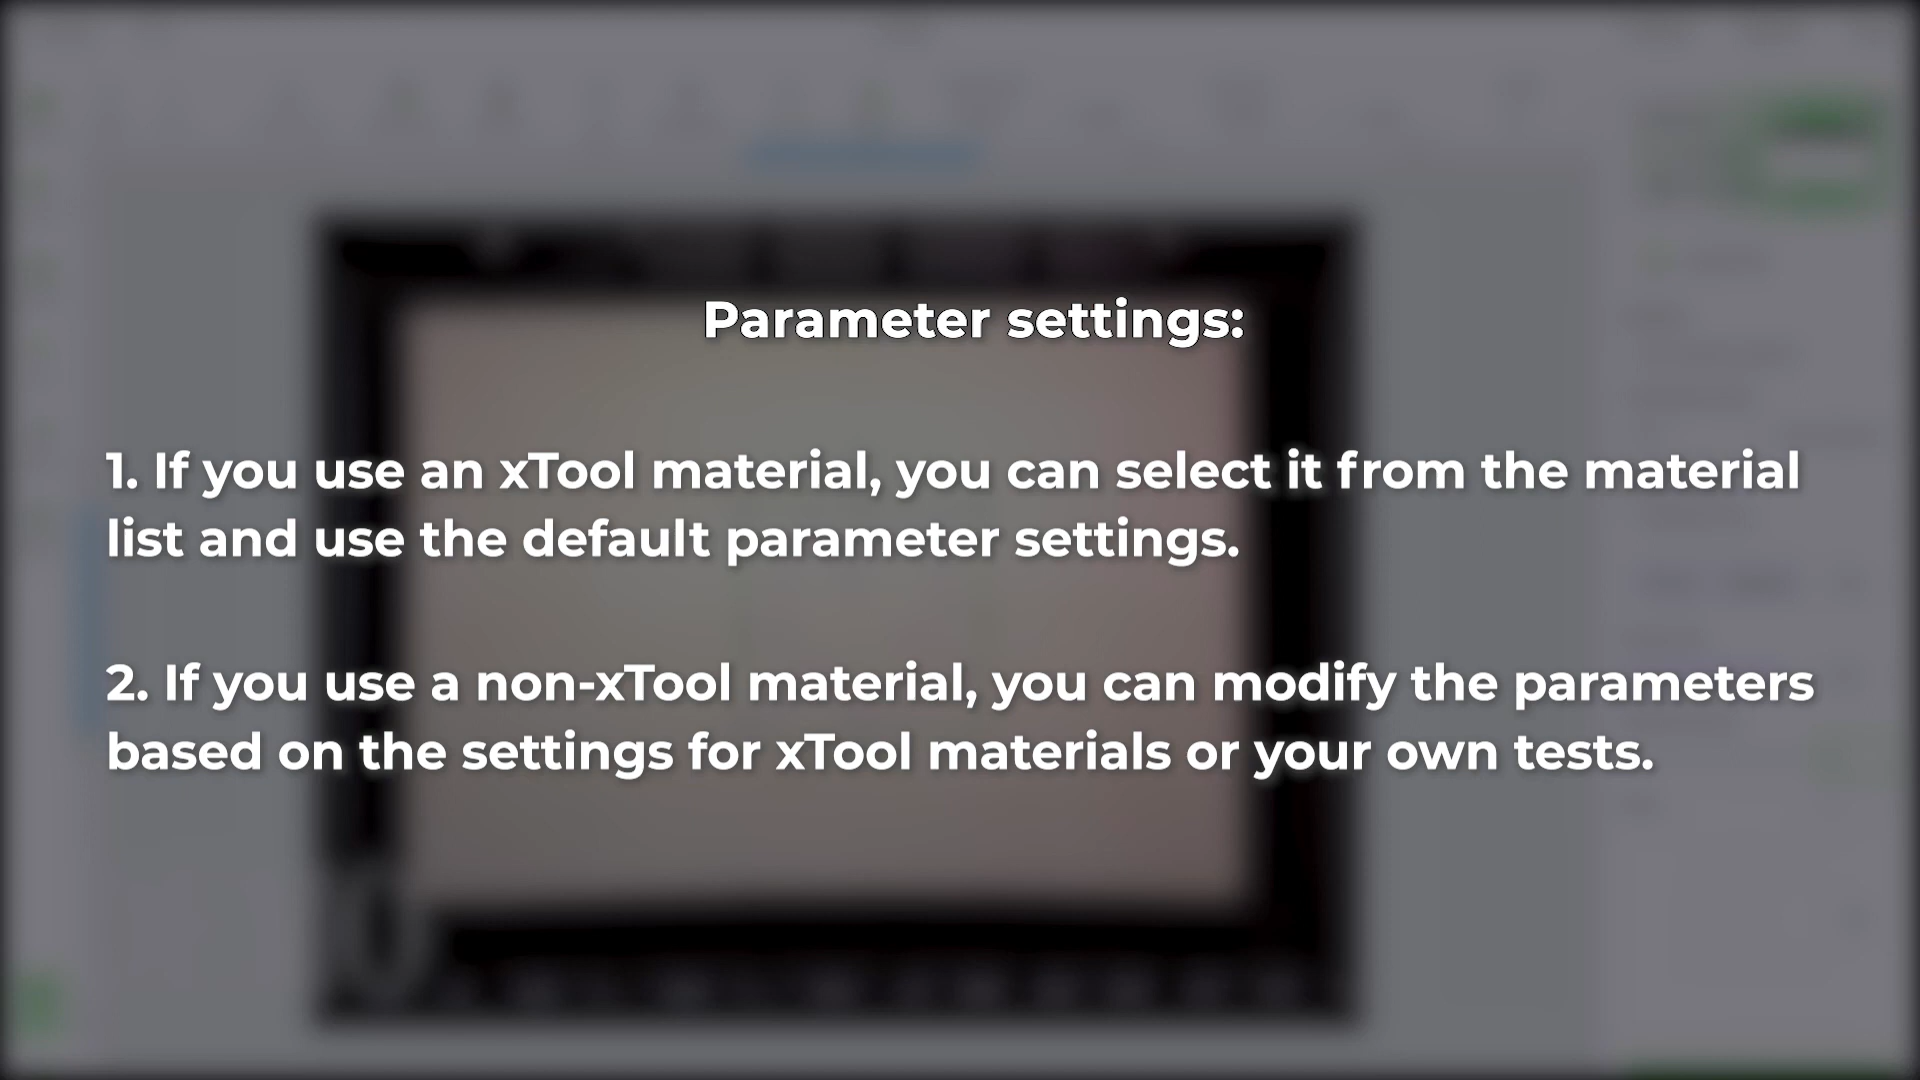 Parameter settings:
1. If you use an xTool material, you can select it from the material
list and use the default parameter settings.
2. If you use a non-xTool material, you can modify the parameters
based on the settings for xTool materials or your own tests.